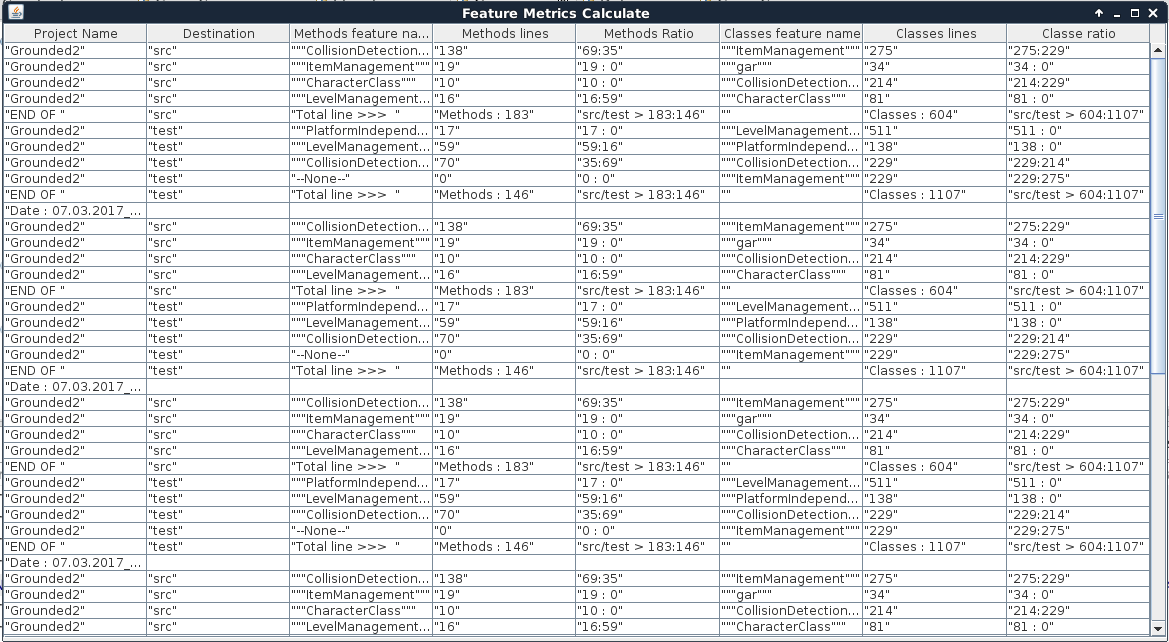 Feature Metrics Calculate
Project Name Destination Methods feature na... Methods lines Methods Ratio Classes feature name Classes lines Classe ratio
"Grounded2" "src" """CollisionDetection... "138" "69:35" """ItemManagement""" "275" "275:229"
"Grounded2" "src" """ItemManagement""" "19" "19 : 0" """gar""" "34" "34 : 0"
"Grounded2" "src" """CharacterClass""" "10" "10 : 0" """CollisionDetection... "214" "214:229"
"Grounded2" "src" """LevelManagement... "16" "16:59" """CharacterClass""" "81" "81 : 0"
"END OF " "src" "Total line >>>  " "Methods : 183" "src/test > 183:146" "" "Classes : 604" "src/test > 604:1107"
"Grounded2" "test" """PlatformIndepend... "17" "17 : 0" """LevelManagement... "511" "511 : 0"
"Grounded2" "test" """LevelManagement... "59" "59:16" """PlatformIndepend... "138" "138 : 0"
"Grounded2" "test" """CollisionDetection... "70" "35:69" """CollisionDetection... "229" "229:214"
"Grounded2" "test" "--None--" "0" "0 : 0" """ItemManagement""" "229" "229:275"
"END OF " "test" "Total line >>>  " "Methods : 146" "src/test > 183:146" "" "Classes : 1107" "src/test > 604:1107"
"Date : 07.03.2017_...
"Grounded2" "src" """CollisionDetection... "138" "69:35" """ItemManagement""" "275" "275:229"
"Grounded2" "src" """ItemManagement""" "19" "19 : 0" """gar""" "34" "34 : 0"
"Grounded2" "src" """CharacterClass""" "10" "10 : 0" """CollisionDetection... "214" "214:229"
"Grounded2" "src" """LevelManagement... "16" "16:59" """CharacterClass""" "81" "81 : 0"
"END OF " "src" "Total line >>>  " "Methods : 183" "src/test > 183:146" "" "Classes : 604" "src/test > 604:1107"
"Grounded2" "test" """PlatformIndepend... "17" "17 : 0" """LevelManagement... "511" "511 : 0"
"Grounded2" "test" """LevelManagement... "59" "59:16" """PlatformIndepend... "138" "138 : 0"
"Grounded2" "test" """CollisionDetection... "70" "35:69" """CollisionDetection... "229" "229:214"
"Grounded2" "test" "--None--" "0" "0 : 0" """ItemManagement""" "229" "229:275"
"END OF " "test" "Total line >>>  " "Methods : 146" "src/test > 183:146" "" "Classes : 1107" "src/test > 604:1107"
"Date : 07.03.2017_...
"Grounded2" "src" """CollisionDetection... "138" "69:35" """ItemManagement""" "275" "275:229"
"Grounded2" "src" """ItemManagement""" "19" "19 : 0" """gar""" "34" "34 : 0"
"Grounded2" "src" """CharacterClass""" "10" "10 : 0" """CollisionDetection... "214" "214:229"
"Grounded2" "src" """LevelManagement... "16" "16:59" """CharacterClass""" "81" "81 : 0"
"END OF " "src" "Total line >>>  " "Methods : 183" "src/test > 183:146" "" "Classes : 604" "src/test > 604:1107"
"Grounded2" "test" """PlatformIndepend... "17" "17 : 0" """LevelManagement... "511" "511 : 0"
"Grounded2" "test" """LevelManagement... "59" "59:16" """PlatformIndepend... "138" "138 : 0"
"Grounded2" "test" """CollisionDetection... "70" "35:69" """CollisionDetection... "229" "229:214"
"Grounded2" "test" "--None--" "0" "0 : 0" """ItemManagement""" "229" "229:275"
"END OF " "test" "Total line >>>  " "Methods : 146" "src/test > 183:146" "" "Classes : 1107" "src/test > 604:1107"
"Date : 07.03.2017_...
"Grounded2" "src" """CollisionDetection... "138" "69:35" """ItemManagement""" "275" "275:229"
"Grounded2" "src" """ItemManagement""" "19" "19 : 0" """gar""" "34" "34 : 0"
"Grounded2" "src" """CharacterClass""" "10" "10 : 0" """CollisionDetection... "214" "214:229"
"Grounded2" "src" """LevelManagement... "16" "16:59" """CharacterClass""" "81" "81 : 0"